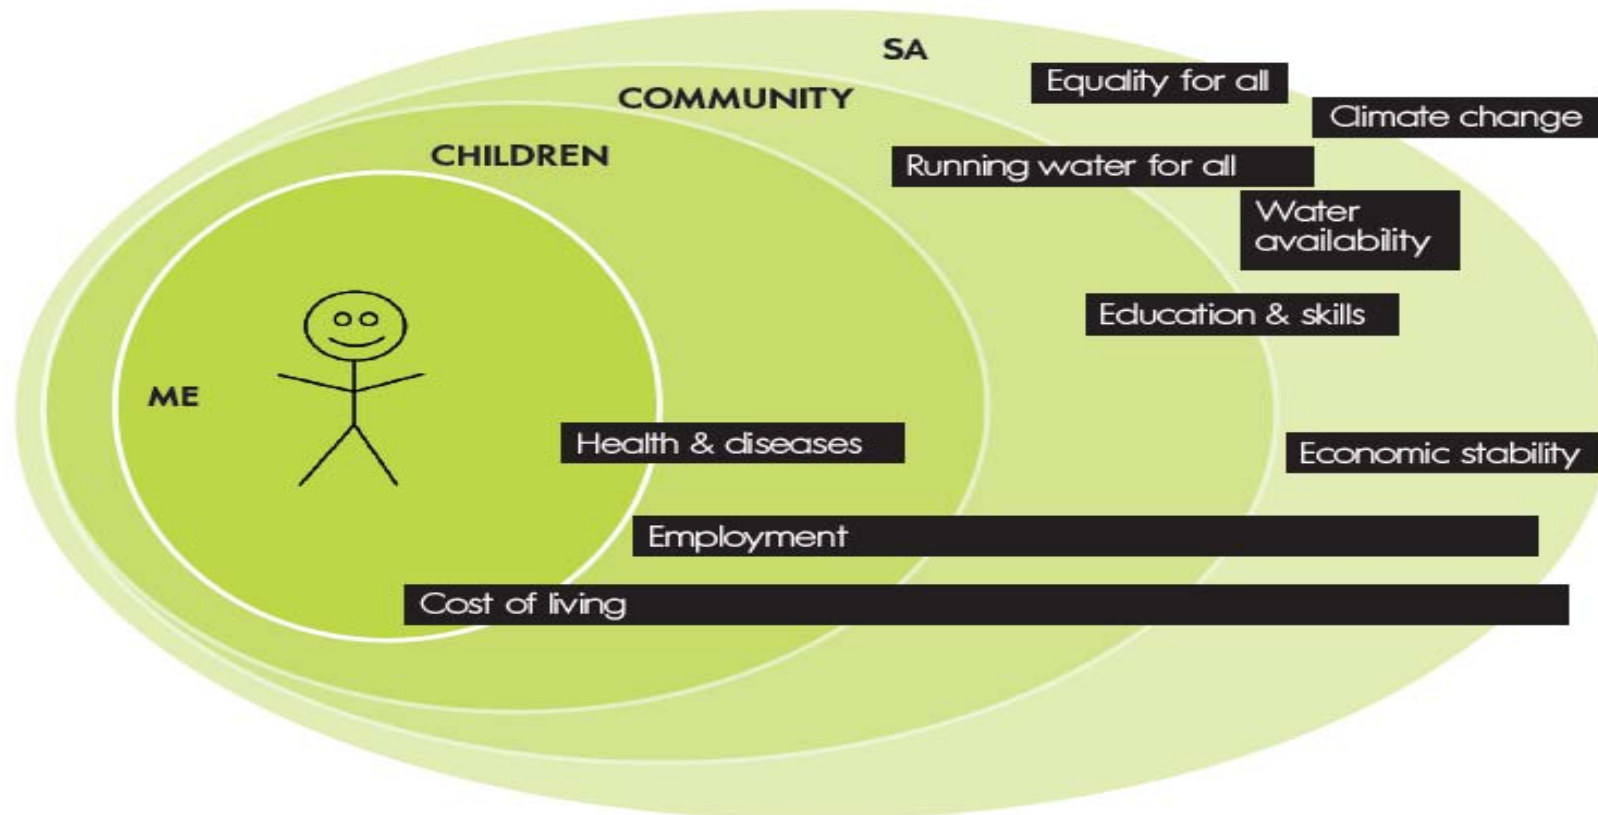 SA
Equality for all
COMMUNITY
Climate change
CHILDREN
Running water for all
Water
availability
Education & skills
ME
Health & diseases
Economic stability
Employment
Cost of living